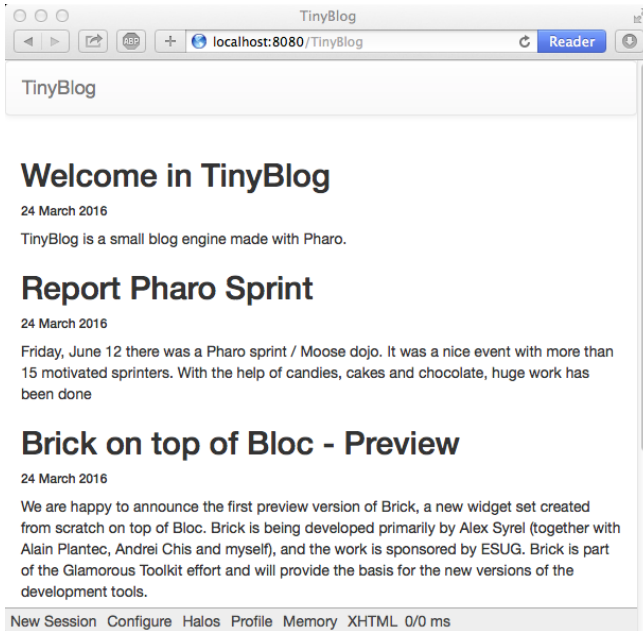 TinyBlog
ABP
localhost:8080/TinyBlog
Reader
TinyBlog
Welcome in TinyBlog
24 March 2016
TinyBlog is a small blog engine made with Pharo.
Report Pharo Sprint
24 March 2016
Friday, June 12 there was a Pharo sprint / Moose dojo. It was a nice event with more than
15 motivated sprinters. With the help of candies, cakes and chocolate, huge work has
been done
Brick on top of Bloc - Preview
24 March 2016
We are happy to announce the first preview version of Brick, a new widget set created
from scratch on top of Bloc. Brick is being developed primarily by Alex Syrel (together with
Alain Plantec, Andrei Chis and myself), and the work is sponsored by ESUG. Brick is part
of the Glamorous Toolkit effort and will provide the basis for the new versions of the
development tools.
New Session Configure Halos Profile Memory XHTML 0/0 ms